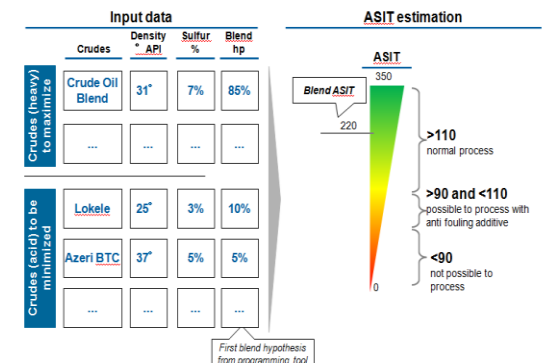 Input data
ASIT estimation
Crudes
Density
° API
Sulfur
%
Blend
hp
Crudes (heavy)
to maximize
Crude Oil
Blend
31°
7%
85%
---
---
---
---
Crudes (acid) to be
minimized
Lokele
25°
3%
10%
Azeri BTC
37°
5%
5%
---
---
---
---
First blend hypothesis
from programming tool
ASIT
350
Blend ASIT
220
0
>110
normal process
>90 and <110
possible to process with
anti fouling additive
<90
not possible to
process